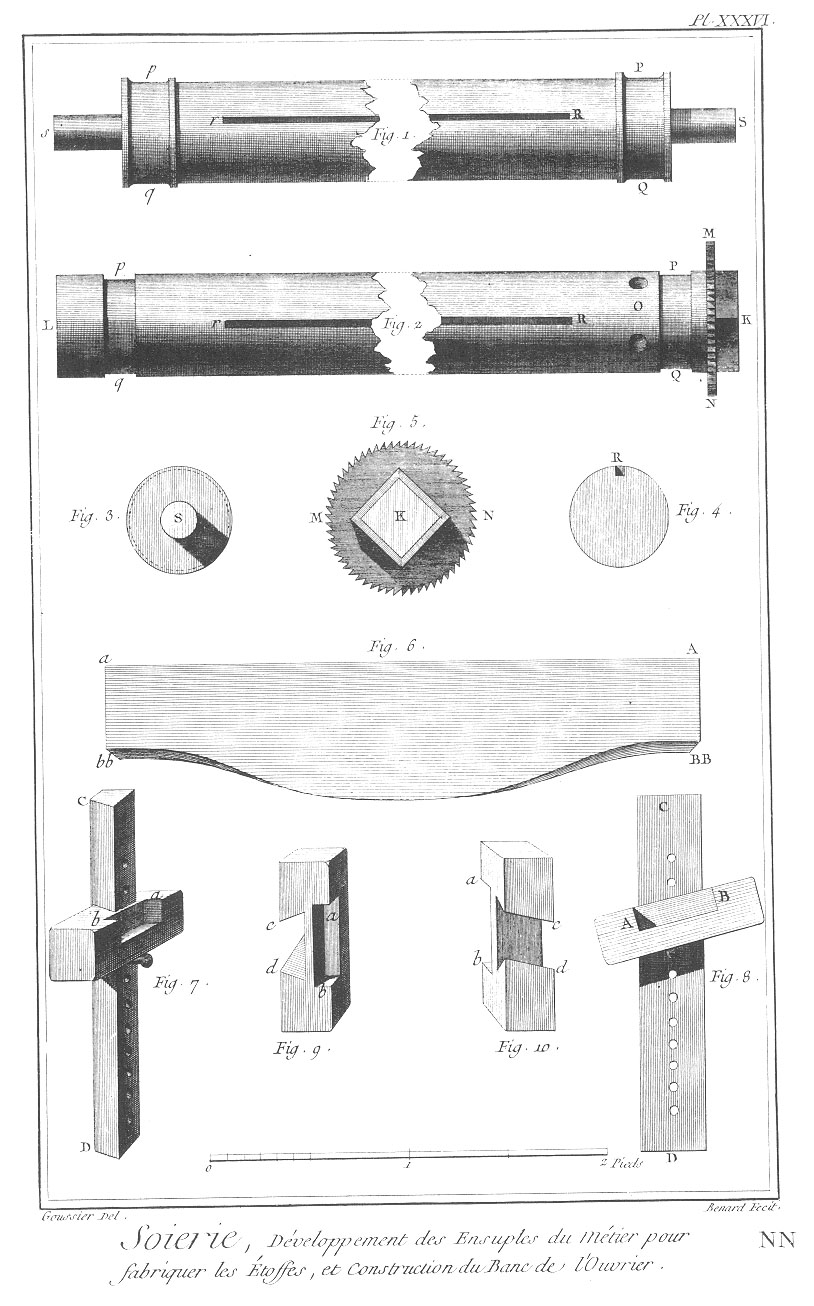 Pl. XXXVI.
p P
s r Fig. 1. R S
q Q
M
p P
O
L r Fig. 2 R K
q Q
N
Fig. 5.
R
Fig. 3. S M K N Fig. 4.
Fig. 6.
a A
bb BB
C C
a
a a B
b c c A
d b d
b
Fig. 7. Fig. 8.
Fig. 9. Fig. 10.
D D
0 1 2 Pieds
Goussier Del. Benard Fecit.
Soierie, Développement des Ensuples du métier pour NN
fabriquer les Étoffes, et Construction du Banc de l'Ouvrier.